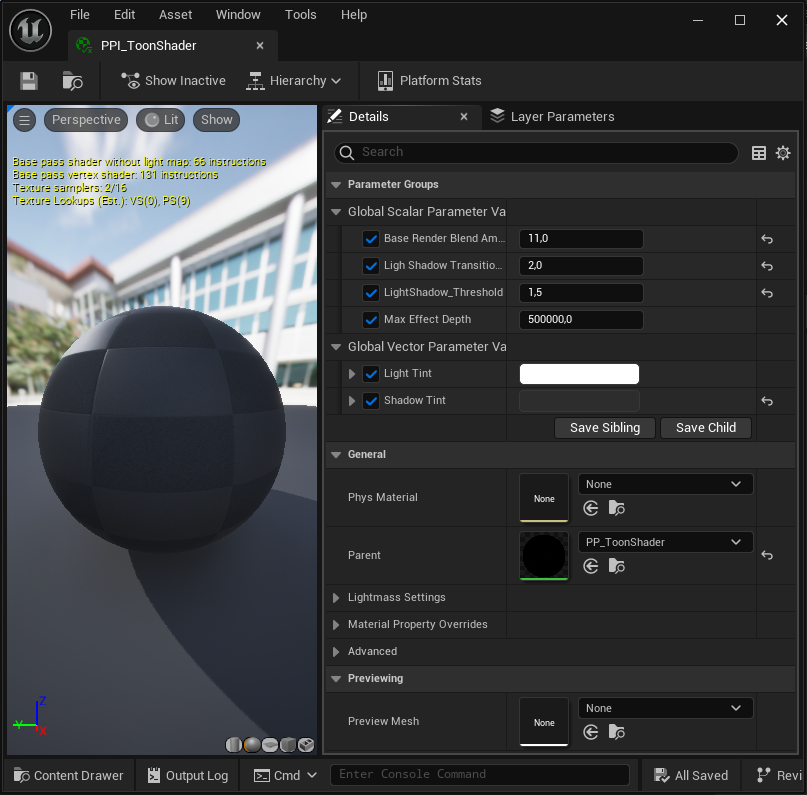 File Edit Asset Window Tools Help
PPI_ToonShader
Show Inactive Hierarchy Platform Stats
Perspective Lit Show
Base pass shader without light map: 66 instructions
Base pass vertex shader: 131 instructions
Texture samplers: 2/16
Texture Lookups (Est.): VS(0), PS(9)
Z
Y
X
Details Layer Parameters
Search
Parameter Groups
Global Scalar Parameter Va
Base Render Blend Am... 11,0
Ligh Shadow Transitio... 2,0
LightShadow_Threshold 1,5
Max Effect Depth 500000,0
Global Vector Parameter Va
Light Tint
Shadow Tint
Save Sibling Save Child
General
Phys Material None None
Parent PP_ToonShader
Lightmass Settings
Material Property Overrides
Advanced
Previewing
Preview Mesh None None
Content Drawer Output Log Cmd Enter Console Command All Saved Revi